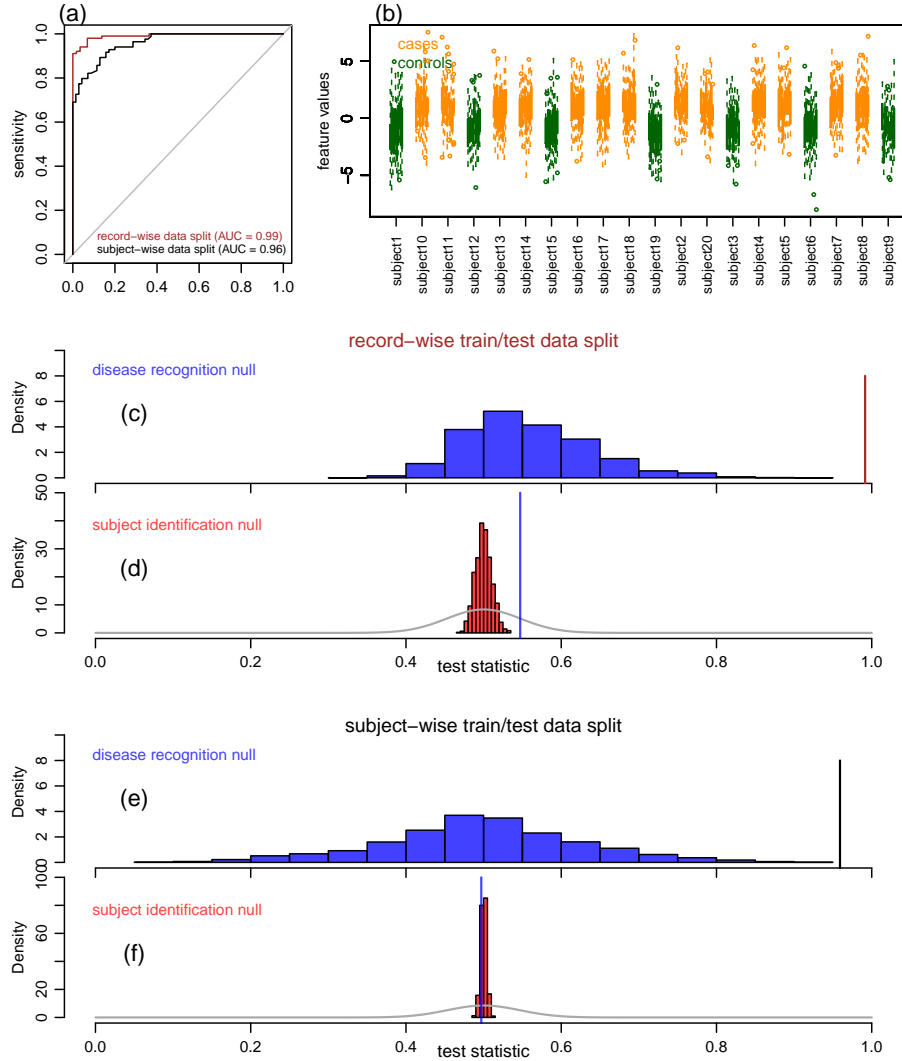 (a)
sensitivity
0.0 0.2 0.4 0.6 0.8 1.0
record−wise data split (AUC = 0.99)
subject−wise data split (AUC = 0.96)
0.0 0.2 0.4 0.6 0.8 1.0
(b)
feature values
−5 0 5
cases
controls
subject1
subject10
subject11
subject12
subject13
subject14
subject15
subject16
subject17
subject18
subject19
subject2
subject20
subject3
subject4
subject5
subject6
subject7
subject8
subject9
record−wise train/test data split
disease recognition null
(c)
Density
0 2 4 6 8
subject identification null
(d)
Density
0 10 30 50
0.0 0.2 0.4 0.6 0.8 1.0
test statistic
subject−wise train/test data split
disease recognition null
(e)
Density
0 2 4 6 8
subject identification null
(f)
Density
0 20 60 100
0.0 0.2 0.4 0.6 0.8 1.0
test statistic